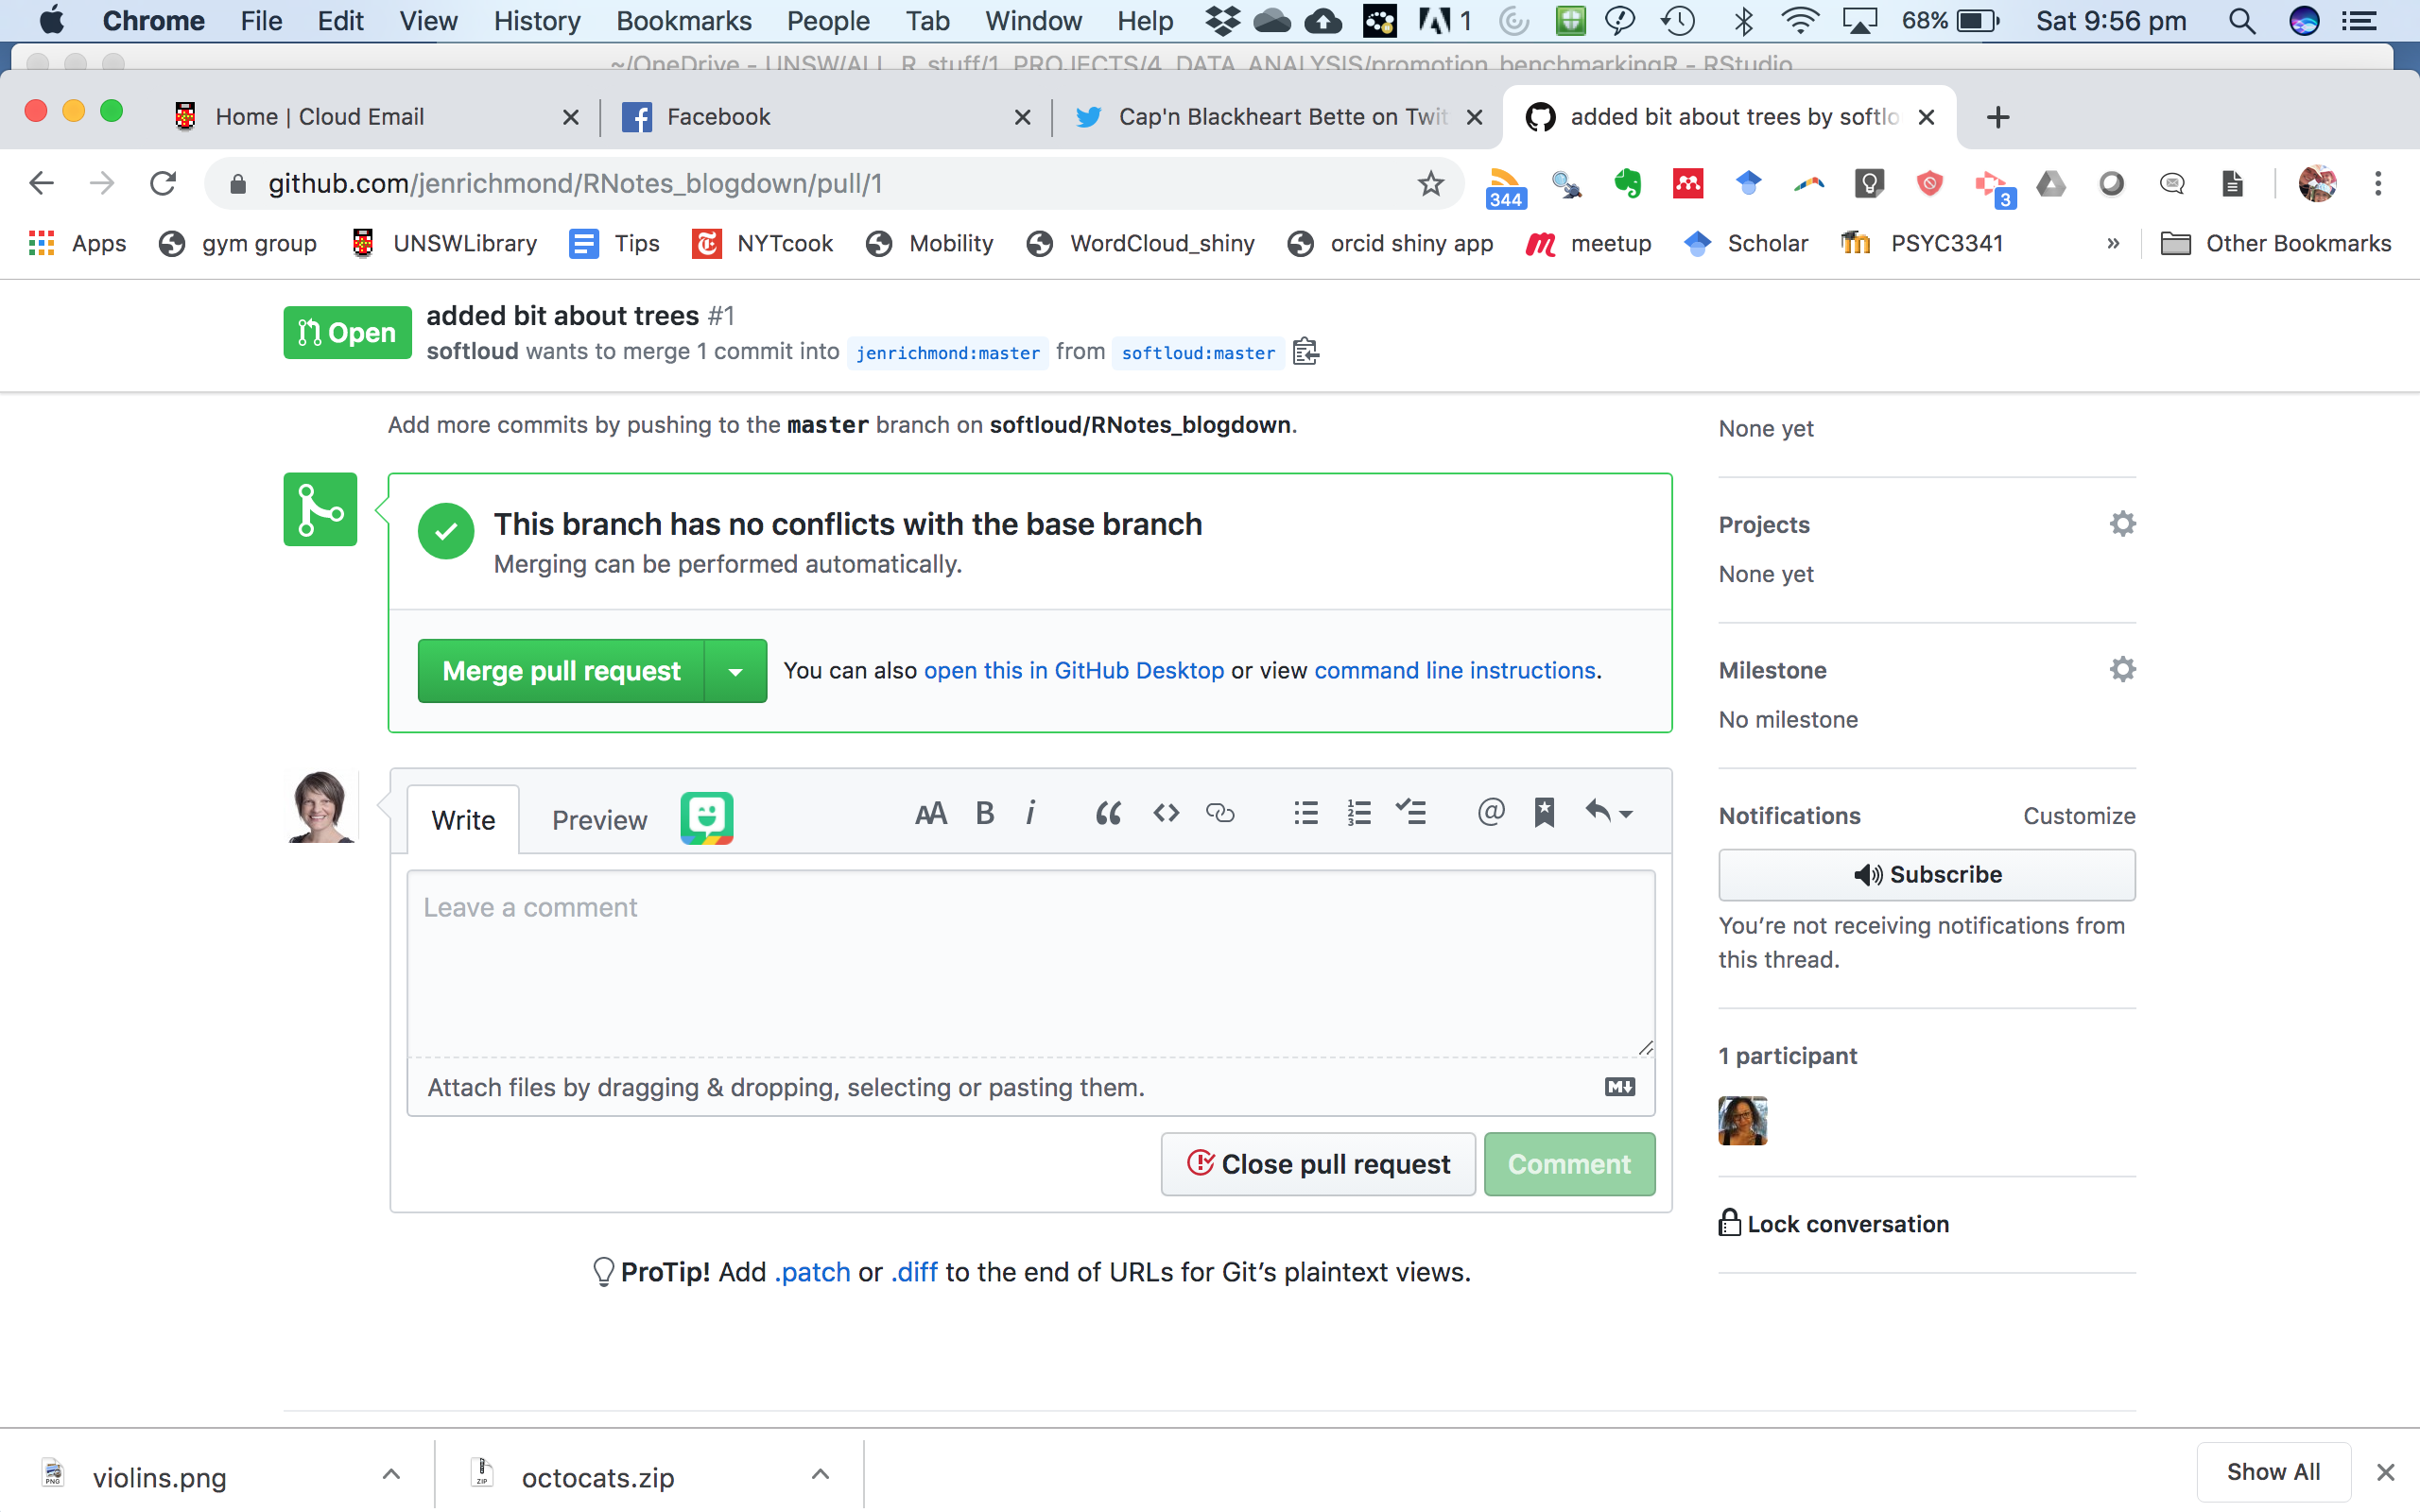 Chrome File Edit View History Bookmarks People Tab Window Help 1 68% Sat 9:56 pm
~/OneDrive - UNSW/ALL_R_stuff/1_PROJECTS/4_DATA_ANALYSIS/promotion_benchmarkingR - RStudio
Home | Cloud Email Facebook Cap'n Blackheart Bette on Twit added bit about trees by softlo
github.com/jenrichmond/RNotes_blogdown/pull/1 344 3
Apps gym group UNSWLibrary Tips NYTcook Mobility WordCloud_shiny orcid shiny app meetup Scholar PSYC3341 » Other Bookmarks
Open added bit about trees #1
softloud wants to merge 1 commit into jenrichmond:master from softloud:master
Add more commits by pushing to the master branch on softloud/RNotes_blogdown.
None yet
This branch has no conflicts with the base branch
Merging can be performed automatically.
Projects
None yet
Merge pull request You can also open this in GitHub Desktop or view command line instructions.
Milestone
No milestone
Write Preview AA B i
Notifications Customize
Subscribe
You're not receiving notifications from
this thread.
Leave a comment
Attach files by dragging & dropping, selecting or pasting them.
1 participant
Close pull request Comment
Lock conversation
ProTip! Add .patch or .diff to the end of URLs for Git's plaintext views.
PNG violins.png ZIP octocats.zip Show All